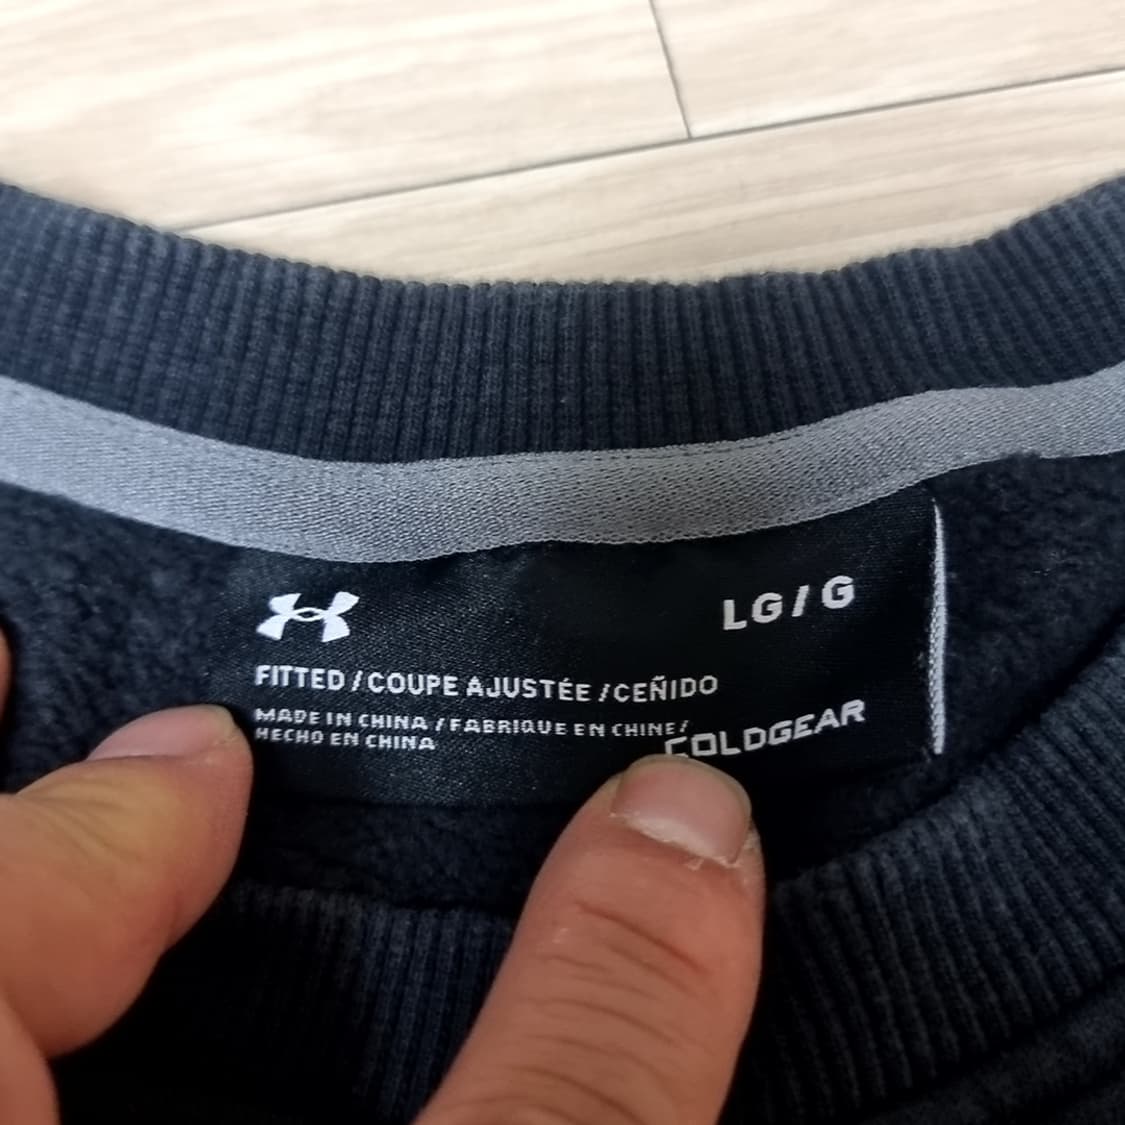 LG / G
FITTED / COUPE AJUSTÉE / CEÑIDO
MADE IN CHINA / FABRIQUE EN CHINE /
HECHO EN CHINA
COLDGEAR